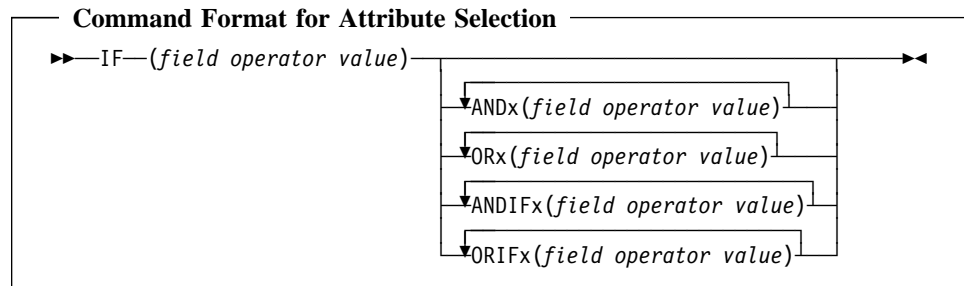 Command Format for Attribute Selection
IF (field operator value)
ANDx(field operator value)
ORx(field operator value)
ANDIFx(field operator value)
ORIFx(field operator value)